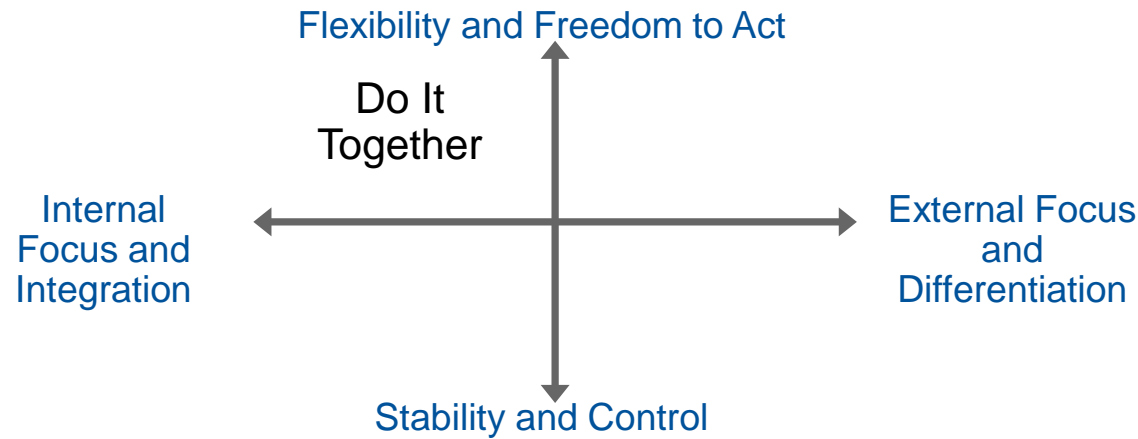 Flexibility and Freedom to Act
Do It
Together
Internal
Focus and
Integration
External Focus
and
Differentiation
Stability and Control